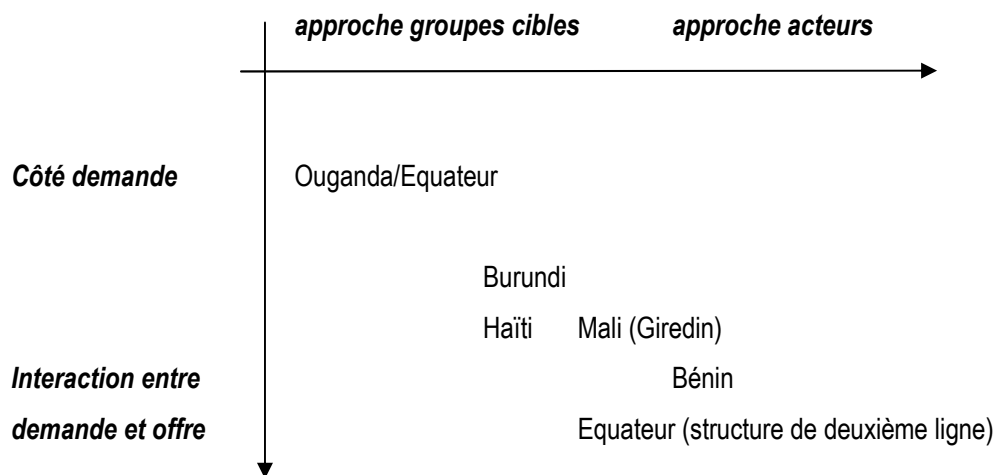 approche groupes cibles approche acteurs
Côté demande Ouganda/Equateur
Burundi
Haïti Mali (Giredin)
Interaction entre Bénin
demande et offre Equateur (structure de deuxième ligne)